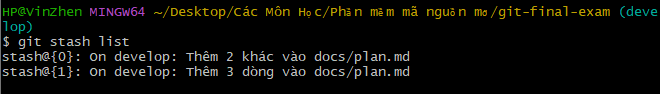 HP@VinZhen MINGW64 ~/Desktop/Các Môn Học/Phần mềm mã nguồn mở/git-final-exam (deve
lop)
$ git stash list
stash@{0}: On develop: Thêm 2 khác vào docs/plan.md
stash@{1}: On develop: Thêm 3 dòng vào docs/plan.md